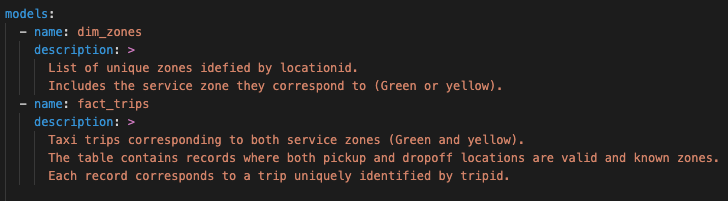 models:
  - name: dim_zones
    description: >
      List of unique zones idefied by locationid.
      Includes the service zone they correspond to (Green or yellow).
  - name: fact_trips
    description: >
      Taxi trips corresponding to both service zones (Green and yellow).
      The table contains records where both pickup and dropoff locations are valid and known zones.
      Each record corresponds to a trip uniquely identified by tripid.